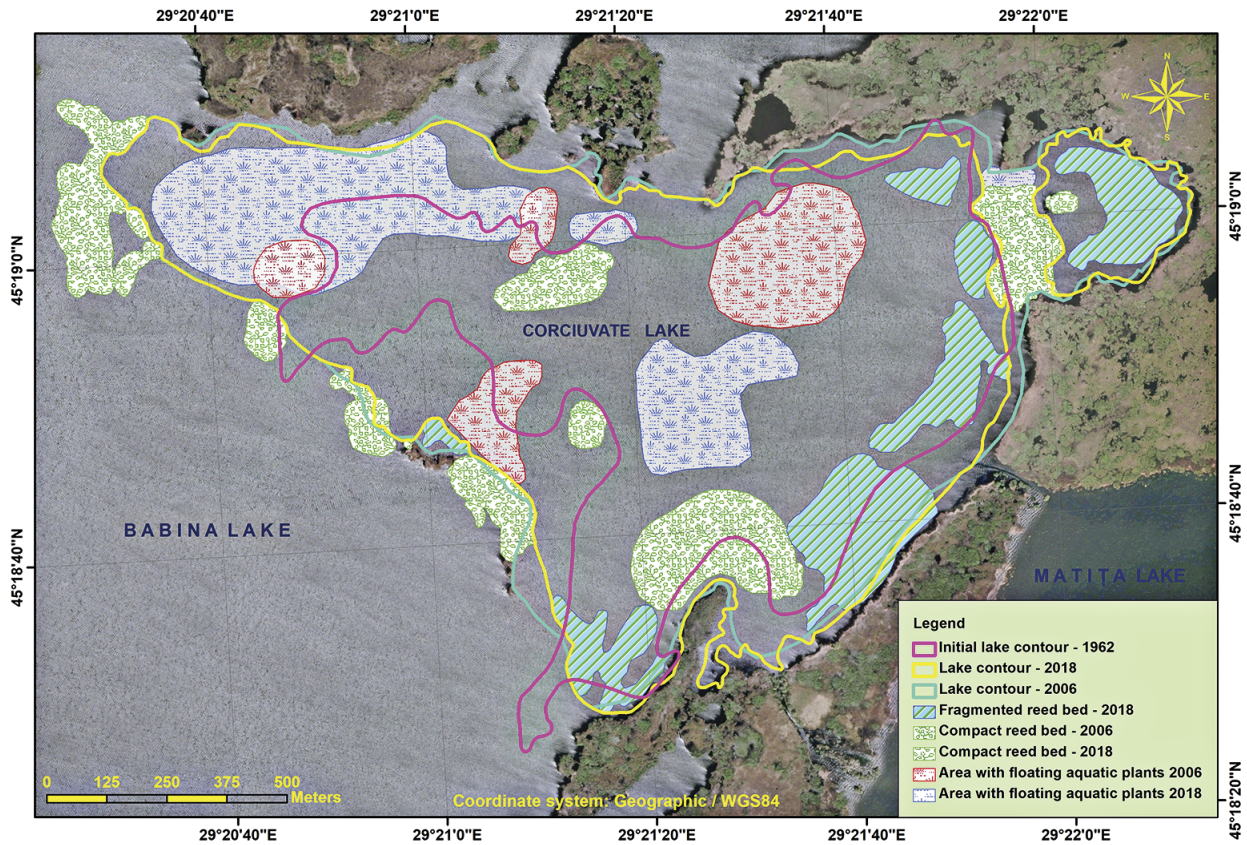 29°20'40"E 29°21'0"E 29°21'20"E 29°21'40"E 29°22'0"E
N
W E
S
45°19'0"N
45°19'0"N
CORCIUVATE LAKE
45°18'40"N
BABINA LAKE
45°18'40"N
MATIȚA LAKE
Legend
Initial lake contour - 1962
Lake contour - 2018
Lake contour - 2006
Fragmented reed bed - 2018
Compact reed bed - 2006
Compact reed bed - 2018
Area with floating aquatic plants 2006
Area with floating aquatic plants 2018
45°18'20"N
0 125 250 375 500
Meters
Coordinate system: Geographic / WGS84
29°20'40"E 29°21'0"E 29°21'20"E 29°21'40"E 29°22'0"E